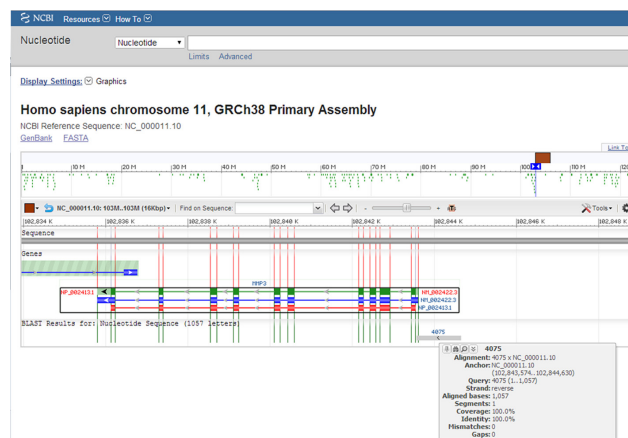 NCBI Resources How To
Nucleotide Nucleotide
Limits Advanced
Display Settings: Graphics
Homo sapiens chromosome 11, GRCh38 Primary Assembly
NCBI Reference Sequence: NC_000011.10
GenBank FASTA
Link To
10 M 20 M 30 M 40 M 50 M 60 M 70 M 80 M 90 M 100 M 110 M 120
NC_000011.10: 103M..103M (16Kbp) Find on Sequence: - + Tools
102,834 K 102,836 K 102,838 K 102,840 K 102,842 K 102,844 K 102,846 K 102,848 K
Sequence
Genes
MMP3
NP_002413.1 NM_002422.3
NM_002422.3
NP_002413.1
BLAST Results for: Nucleotide Sequence (1057 letters)
4075
4075
Alignment: 4075 x NC_000011.10
Anchor: NC_000011.10
(102,843,574..102,844,630)
Query: 4075 (1..1,057)
Strand: reverse
Aligned bases: 1,057
Segments: 1
Coverage: 100.0%
Identity: 100.0%
Mismatches: 0
Gaps: 0